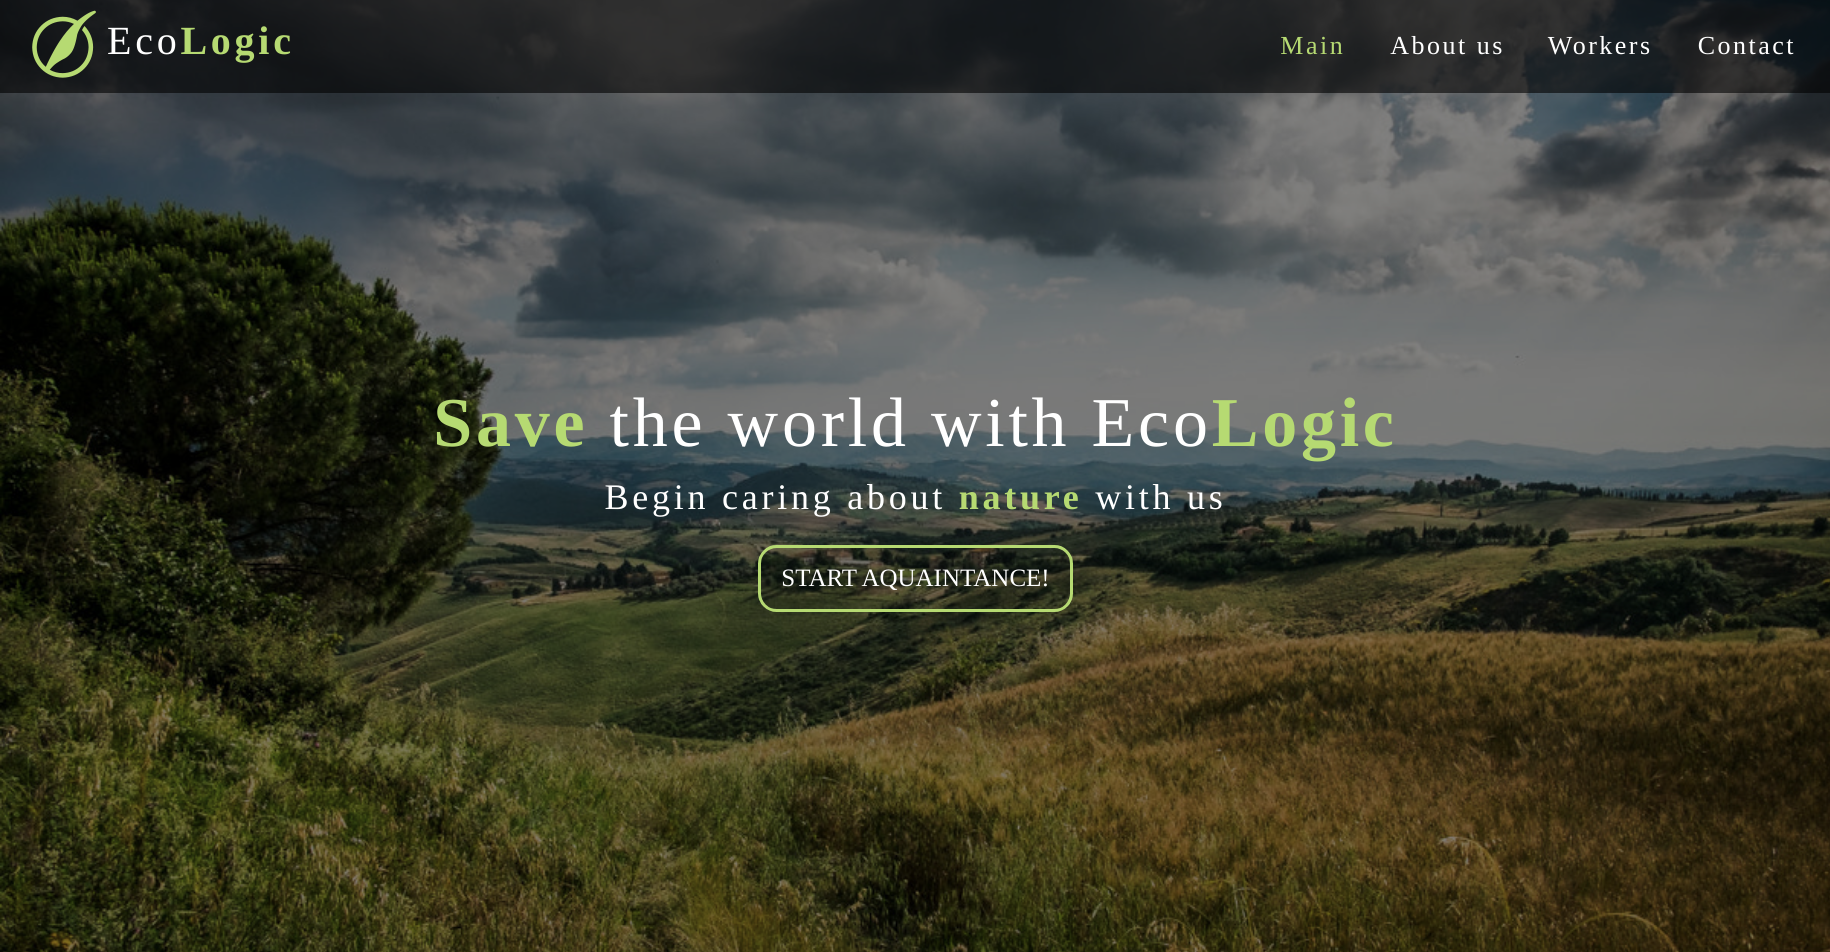 EcoLogic
Main About us Workers Contact
Save the world with EcoLogic
Begin caring about nature with us
START AQUAINTANCE!